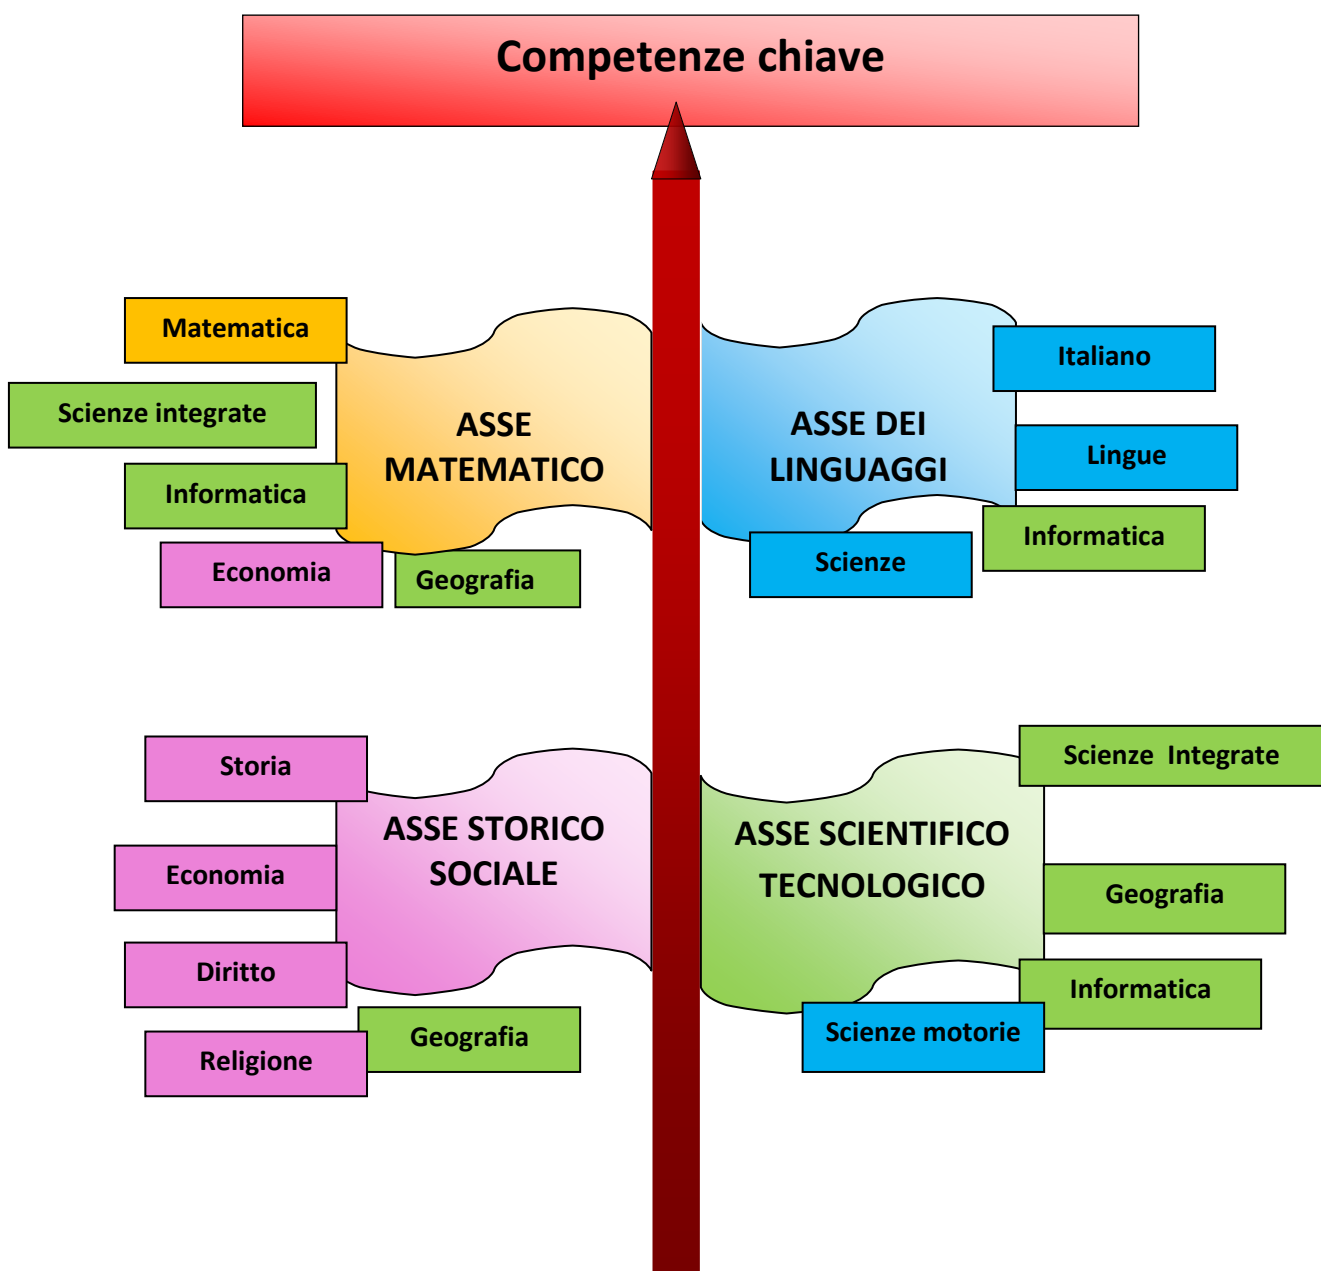 Competenze chiave
Matematica
Scienze integrate
Informatica
Economia
Geografia
ASSE
MATEMATICO
ASSE DEI
LINGUAGGI
Italiano
Lingue
Informatica
Scienze
Storia
Economia
Diritto
Religione
Geografia
ASSE STORICO
SOCIALE
ASSE SCIENTIFICO
TECNOLOGICO
Scienze Integrate
Geografia
Informatica
Scienze motorie